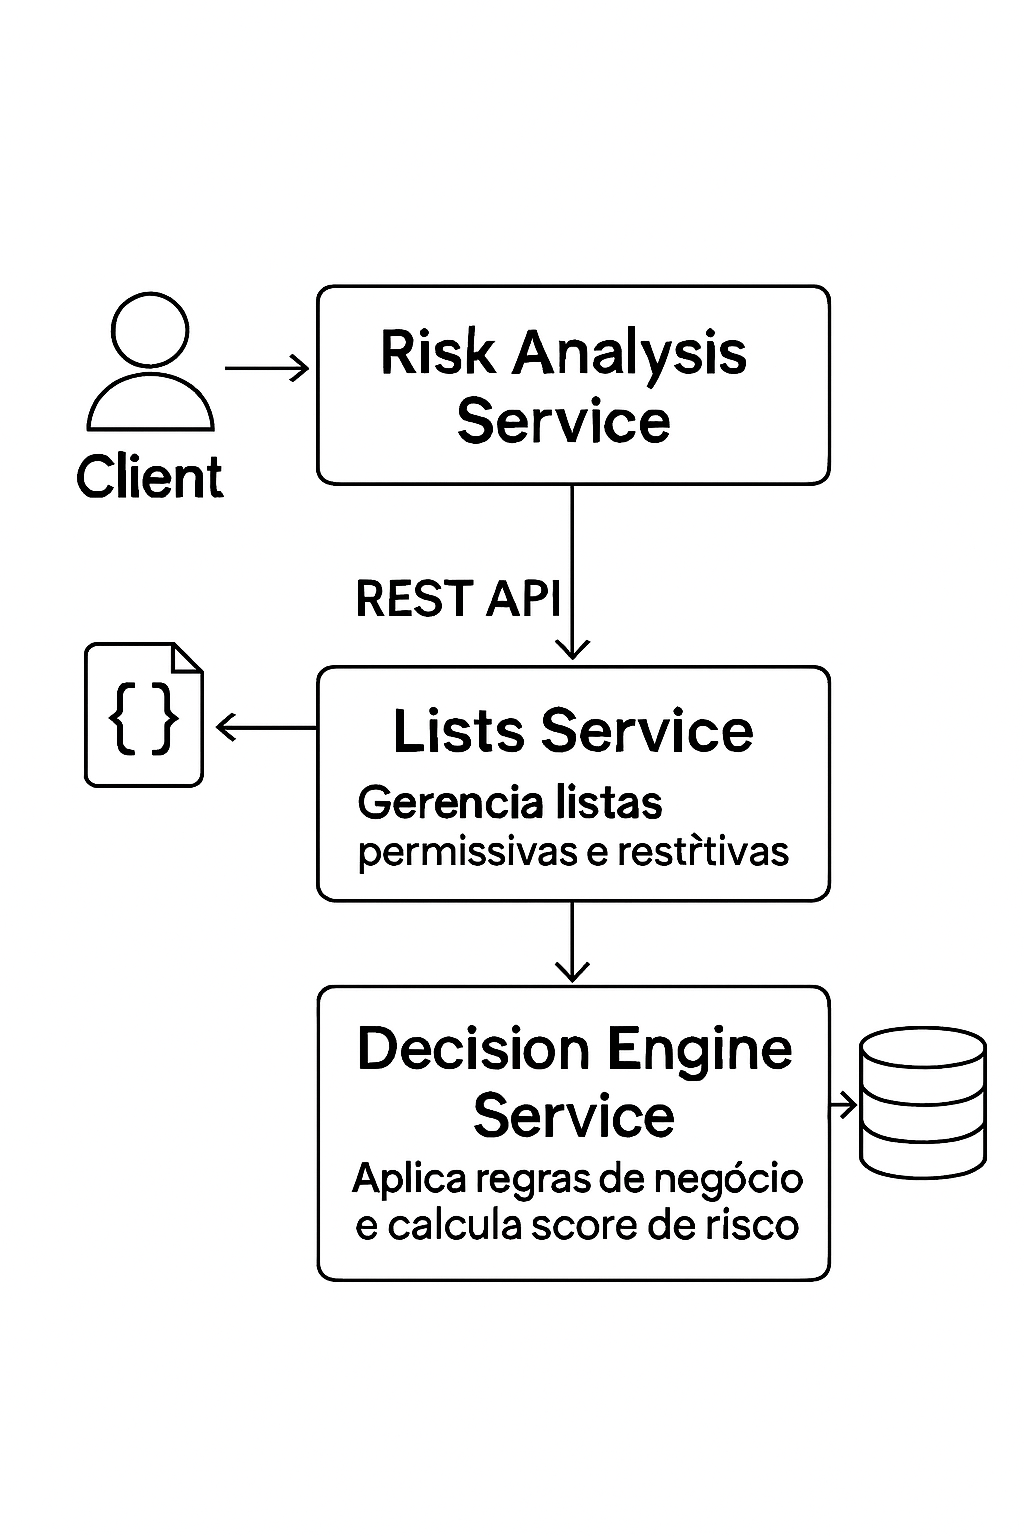 Risk Analysis
Service
Client
REST API
{ }
Lists Service
Gerencia listas
permissivas e
Decision Engine
Service
Aplica regras de negócio
e calcula score de risco